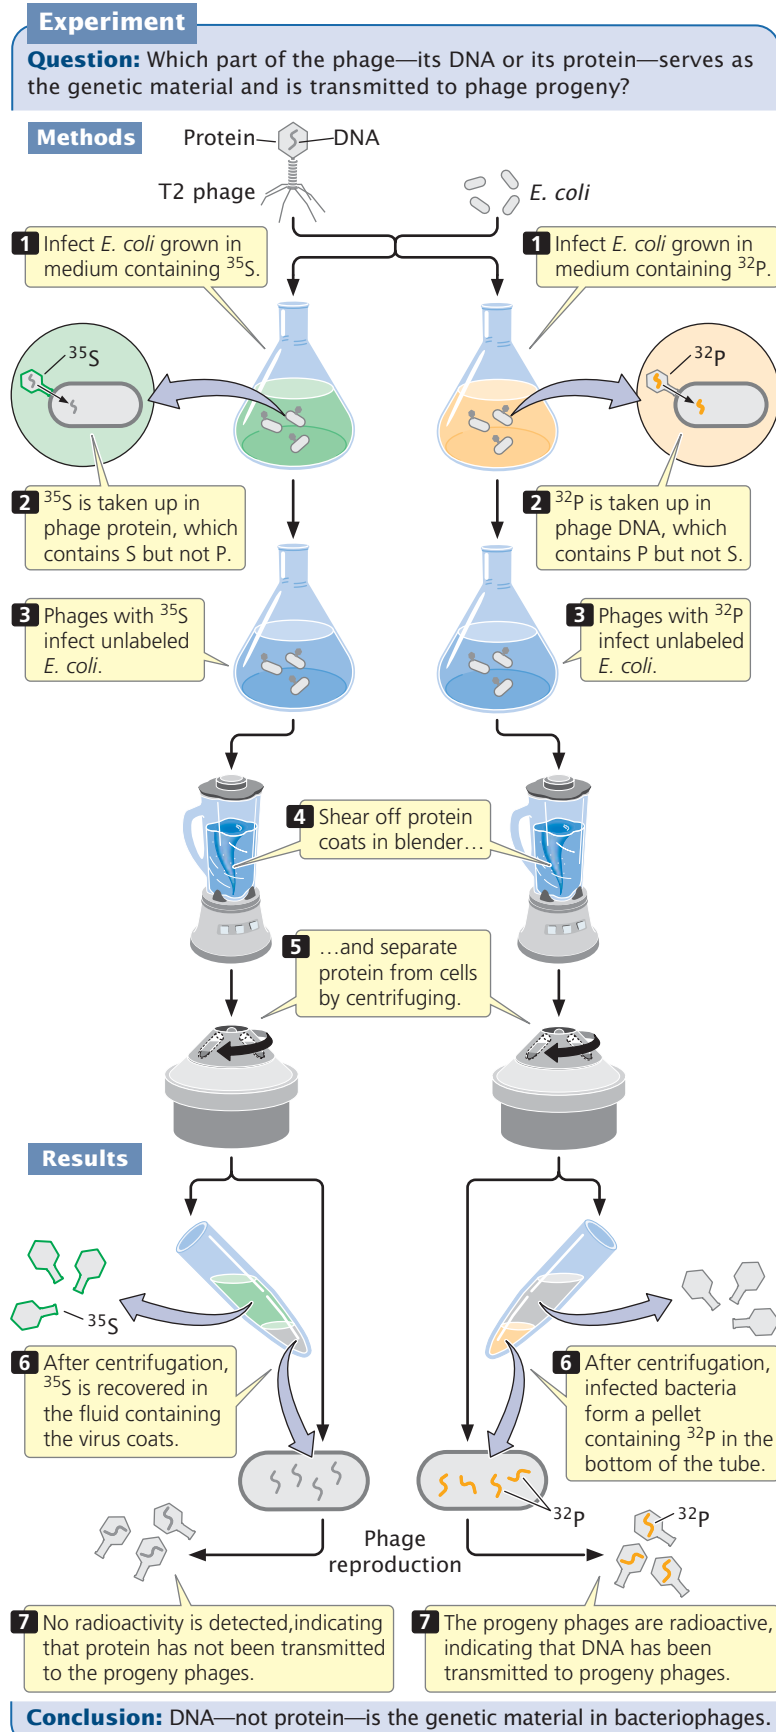 Experiment
Question: Which part of the phage—its DNA or its protein—serves as
the genetic material and is transmitted to phage progeny?
Methods
Protein
DNA
T2 phage
E. coli
1 Infect E. coli grown in
medium containing ³⁵S.
1 Infect E. coli grown in
medium containing ³²P.
³⁵S
³²P
2 ³⁵S is taken up in
phage protein, which
contains S but not P.
2 ³²P is taken up in
phage DNA, which
contains P but not S.
3 Phages with ³⁵S
infect unlabeled
E. coli.
3 Phages with ³²P
infect unlabeled
E. coli.
4 Shear off protein
coats in blender…
5 …and separate
protein from cells
by centrifuging.
Results
³⁵S
6 After centrifugation,
³⁵S is recovered in
the fluid containing
the virus coats.
6 After centrifugation,
infected bacteria
form a pellet
containing ³²P in the
bottom of the tube.
³²P
³²P
Phage
reproduction
7 No radioactivity is detected,indicating
that protein has not been transmitted
to the progeny phages.
7 The progeny phages are radioactive,
indicating that DNA has been
transmitted to progeny phages.
Conclusion: DNA—not protein—is the genetic material in bacteriophages.